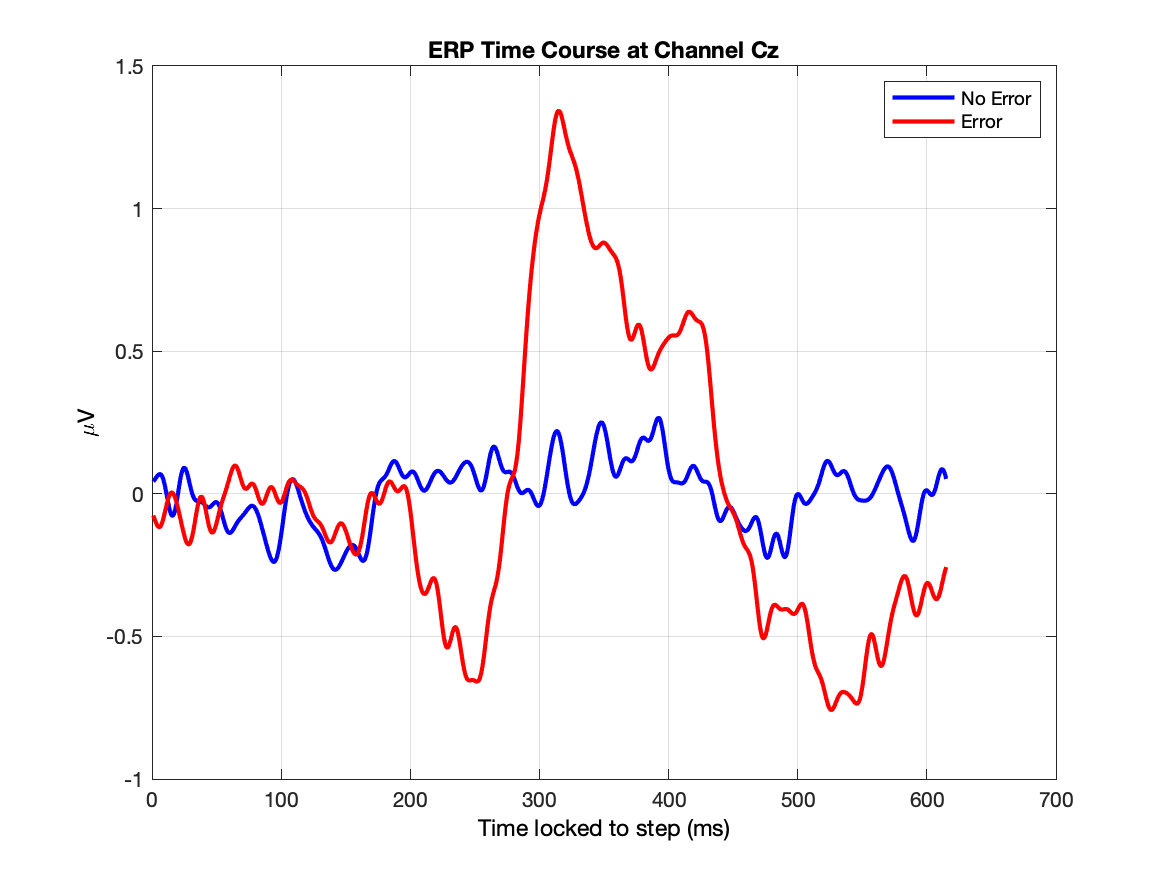 ERP Time Course at Channel Cz
No Error
Error
1.5
1
0.5
0
-0.5
-1
μV
0 100 200 300 400 500 600 700
Time locked to step (ms)